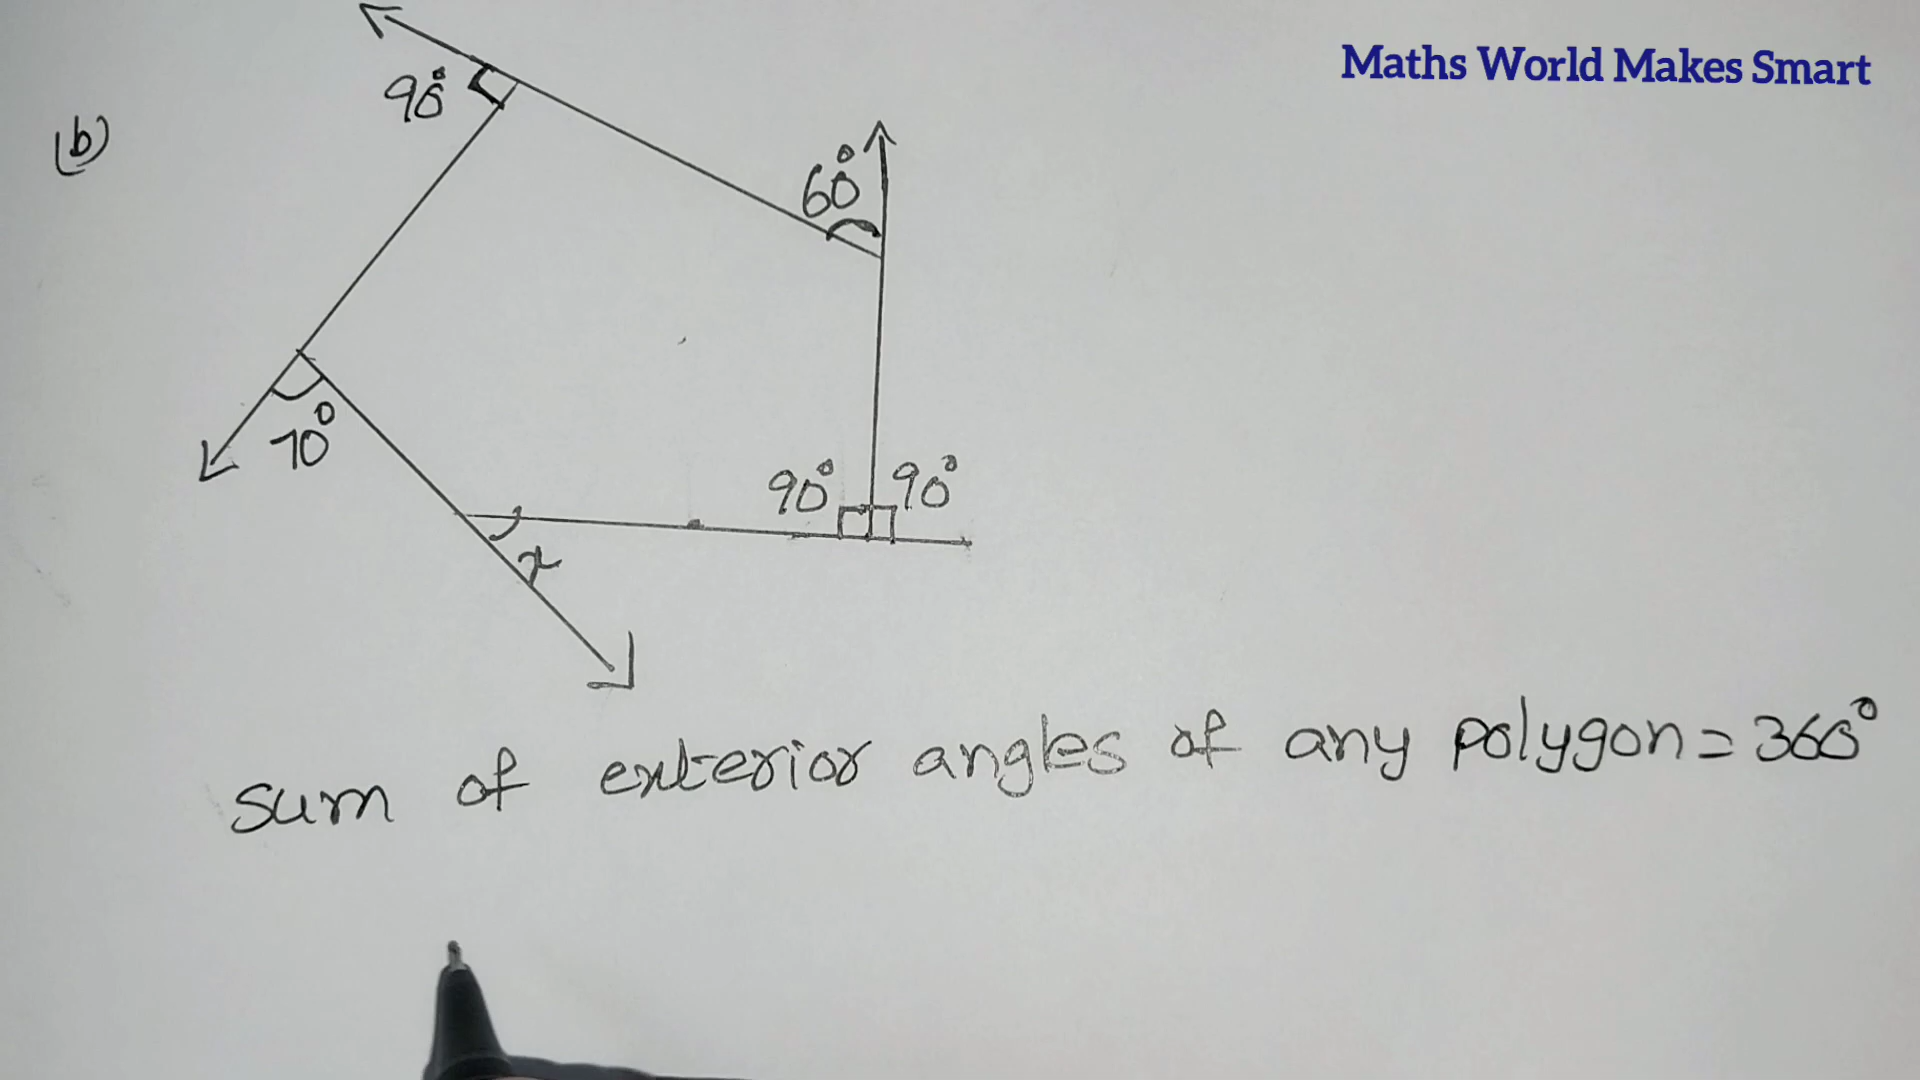 Maths World Makes Smart
(b)
90°
60°
70°
90° 90°
x
sum of exterior angles of any polygon = 360°